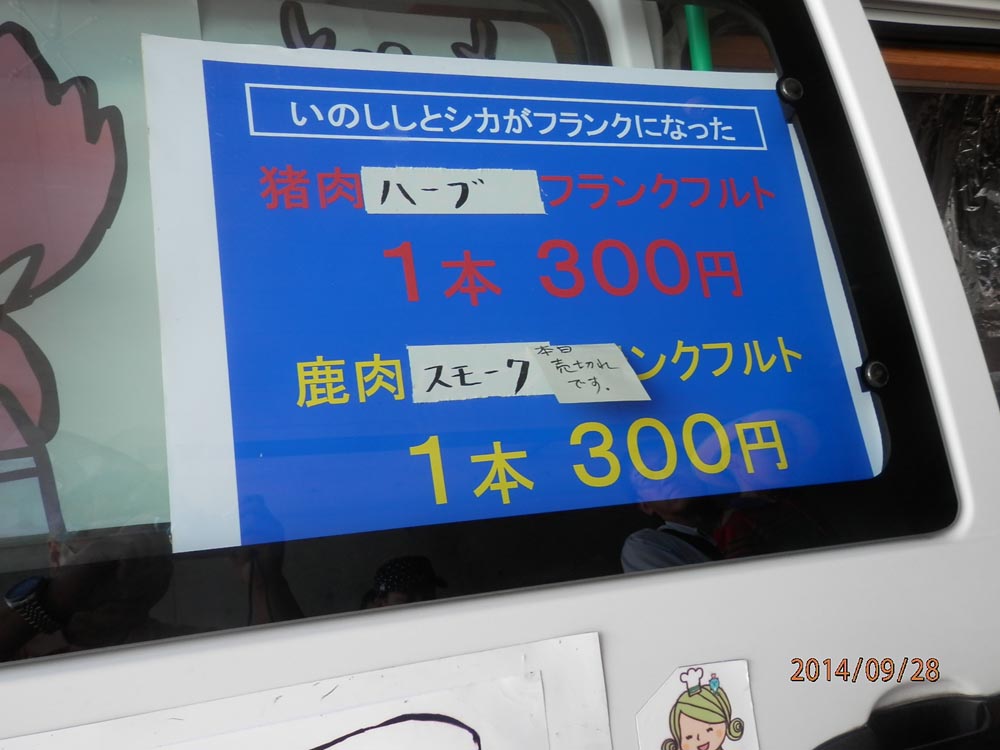 いのししとシカがフランクになった
猪肉ハーブ フランクフルト
1本 300円
鹿肉スモーク ンクフルト
本日
売切れ
です.
1本 300円
2014/09/28